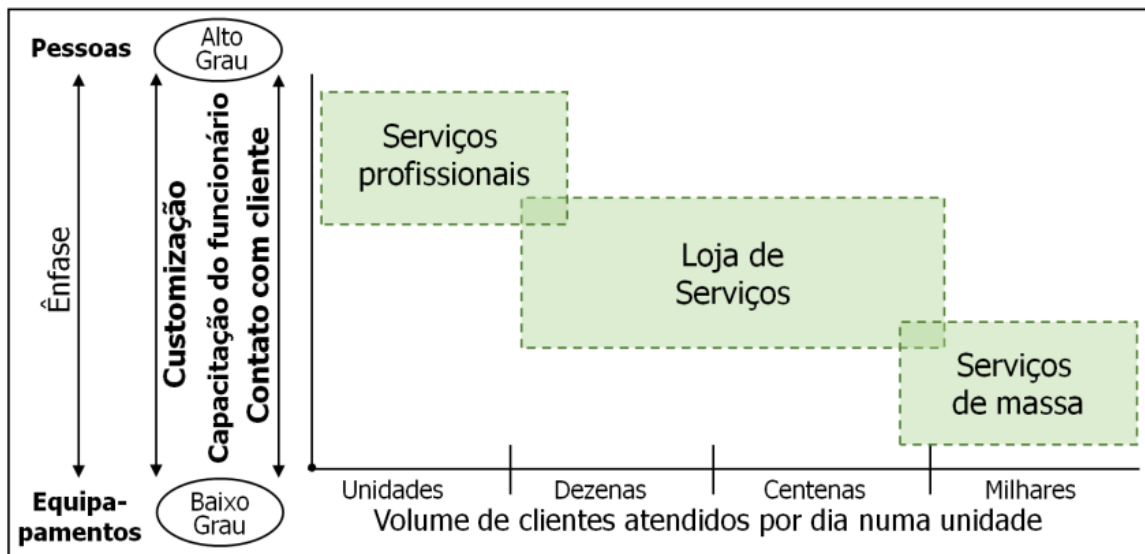 Pessoas
Alto
Grau
Ênfase
Customização
Capacitação do funcionário
Contato com cliente
Serviços
profissionais
Loja de
Serviços
Serviços
de massa
Equipa-
pamentos
Baixo
Grau
Unidades
Dezenas
Centenas
Milhares
Volume de clientes atendidos por dia numa unidade